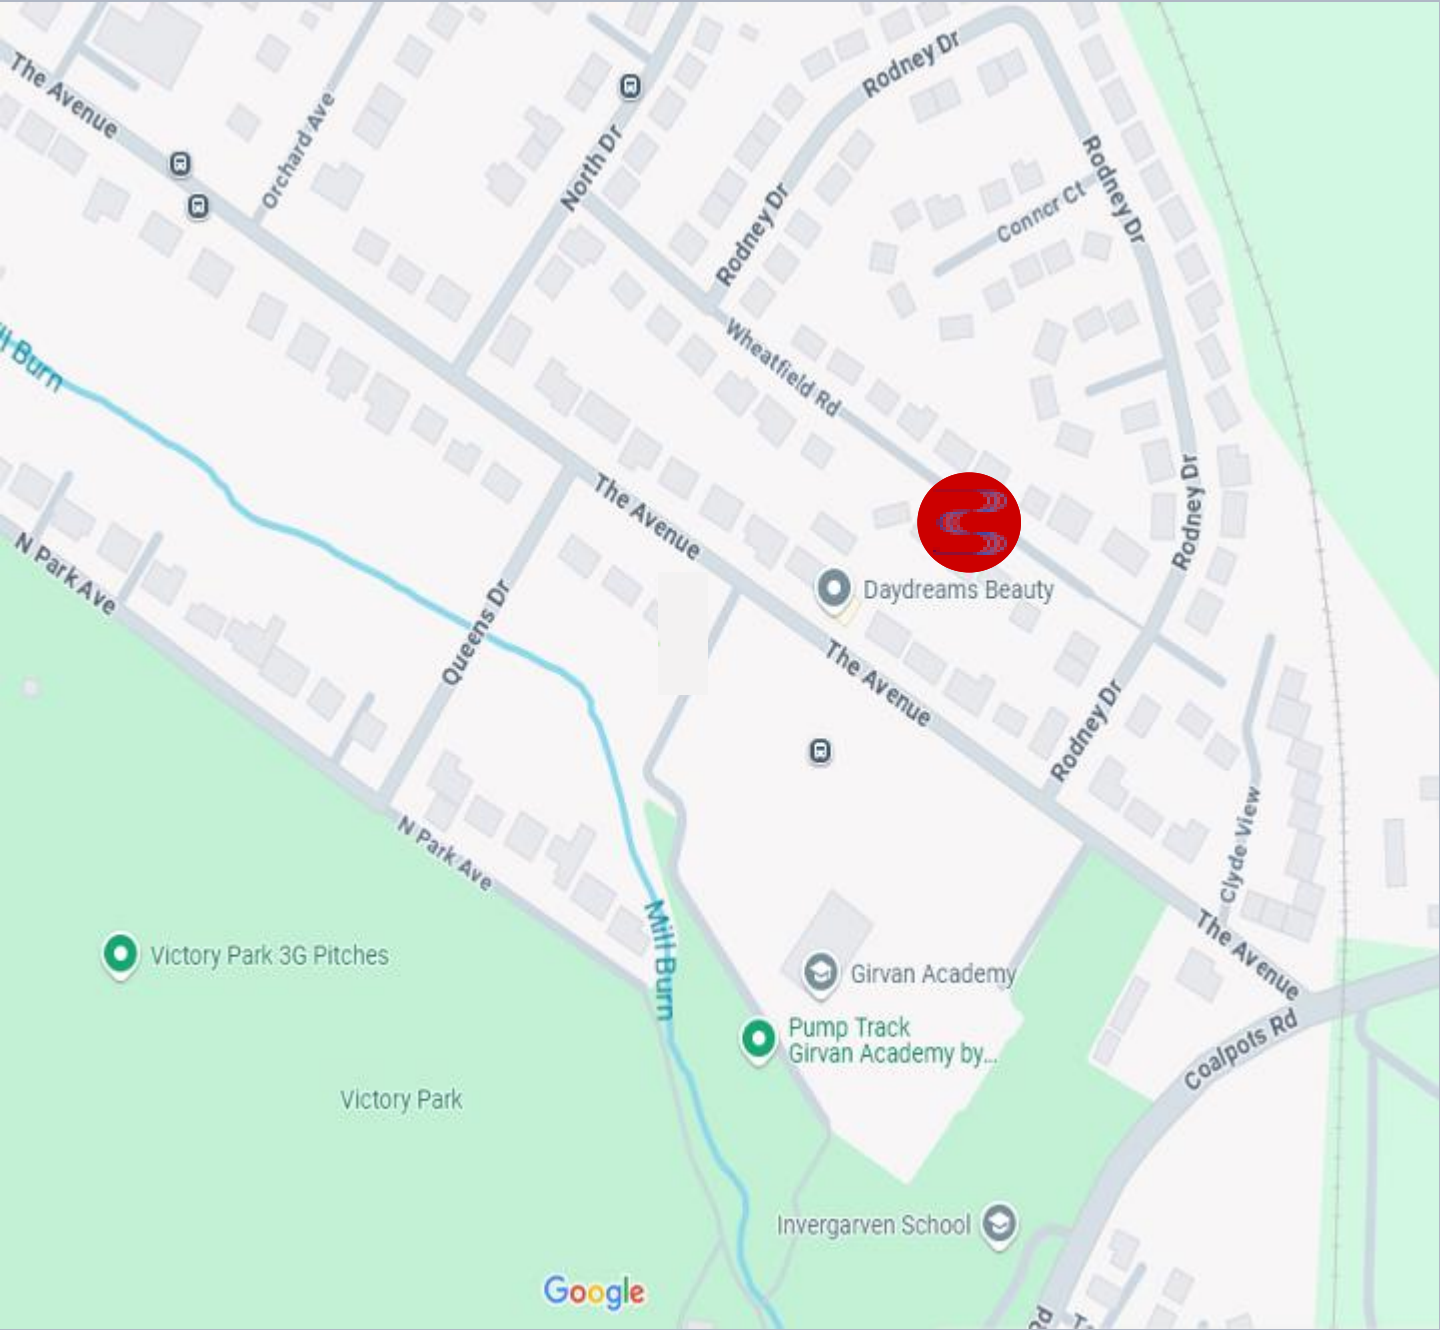 The Avenue
Orchard Ave
North Dr
Rodney Dr
Rodney Dr
Rodney Dr
Connor Ct
Wheatfield Rd
Mill Burn
The Avenue
Rodney Dr
N Park Ave
Queens Dr
Daydreams Beauty
The Avenue
Rodney Dr
Clyde View
N Park Ave
Mill Burn
The Avenue
Victory Park 3G Pitches
Girvan Academy
Pump Track
Girvan Academy by...
Coalpots Rd
Victory Park
Invergarven School
Google
Rd